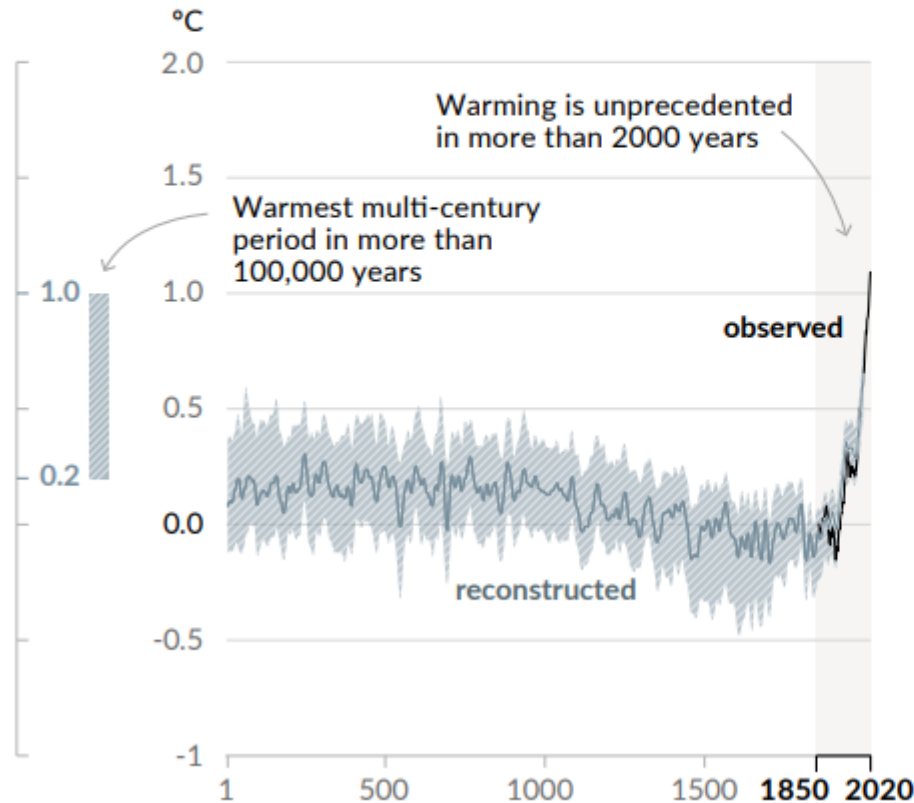 °C
2.0
Warming is unprecedented
in more than 2000 years
1.5
Warmest multi-century
period in more than
100,000 years
1.0
1.0
observed
0.5
0.2
0.0
reconstructed
-0.5
-1
1
500
1000
1500
1850
2020